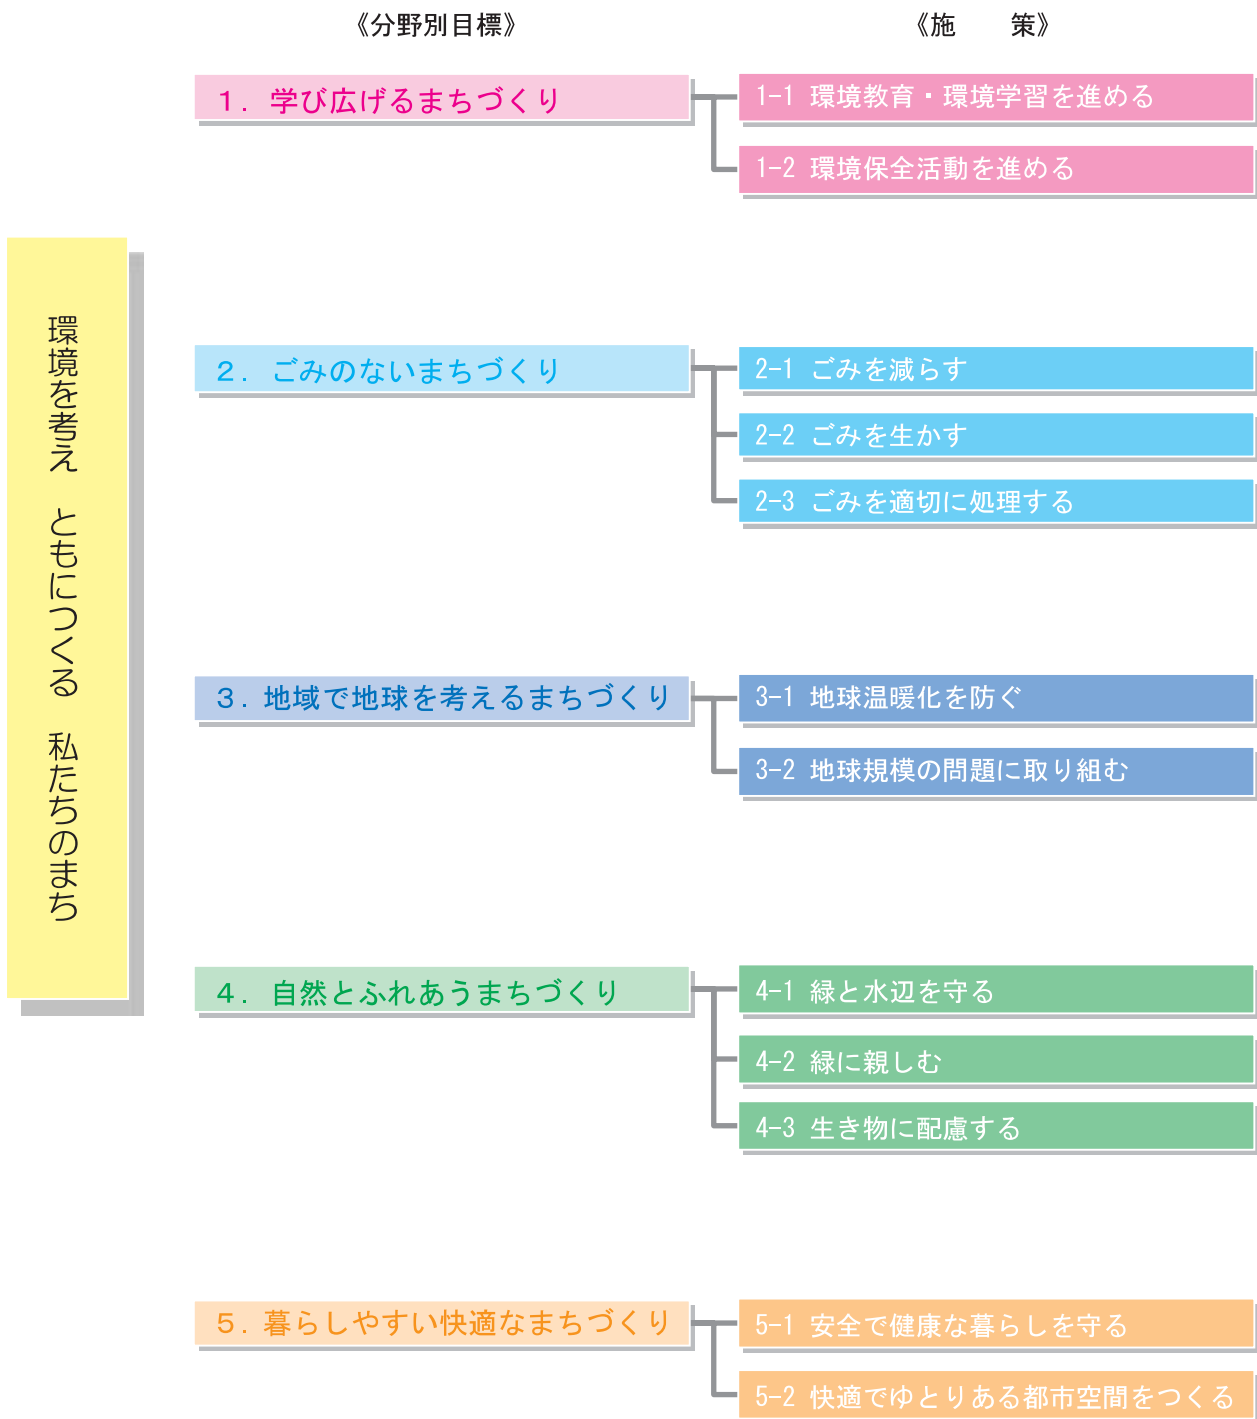 《分野別目標》
《施　　策》
環境を考え　ともにつくる　私たちのまち
１．学び広げるまちづくり
1-1 環境教育・環境学習を進める
1-2 環境保全活動を進める
２．ごみのないまちづくり
2-1 ごみを減らす
2-2 ごみを生かす
2-3 ごみを適切に処理する
３．地域で地球を考えるまちづくり
3-1 地球温暖化を防ぐ
3-2 地球規模の問題に取り組む
４．自然とふれあうまちづくり
4-1 緑と水辺を守る
4-2 緑に親しむ
4-3 生き物に配慮する
５．暮らしやすい快適なまちづくり
5-1 安全で健康な暮らしを守る
5-2 快適でゆとりある都市空間をつくる